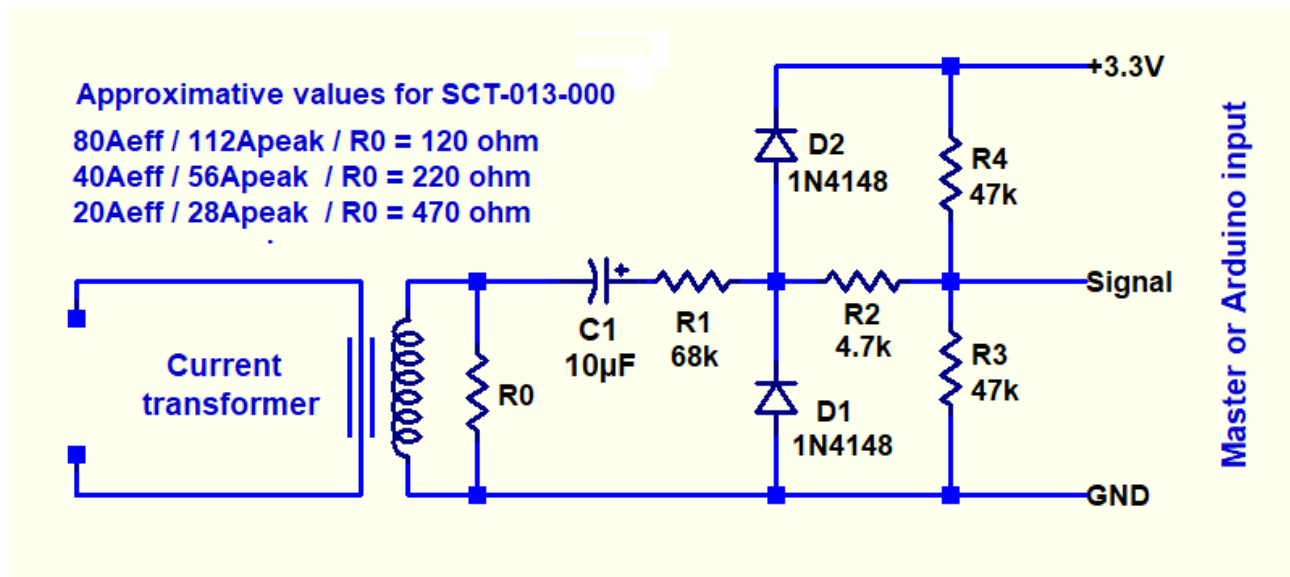 Approximative values for SCT-013-000
80Aeff / 112Apeak / R0 = 120 ohm
40Aeff / 56Apeak / R0 = 220 ohm
20Aeff / 28Apeak / R0 = 470 ohm
Current
transformer
R0
C1
10µF
R1
68k
D2
1N4148
D1
1N4148
R2
4.7k
R4
47k
R3
47k
+3.3V
Signal
GND
Master or Arduino input